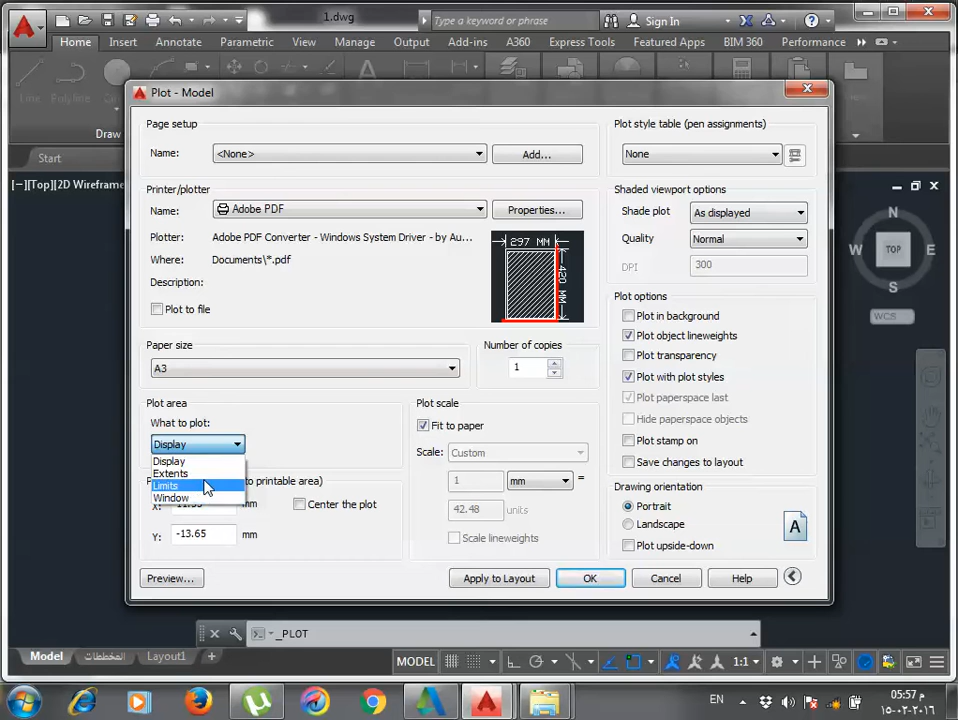 1.dwg
Type a keyword or phrase
Sign In
Home
Insert
Annotate
Parametric
View
Manage
Output
Add-ins
A360
Express Tools
Featured Apps
BIM 360
Performance
Line
Polyline
Draw
Start
[−][Top][2D Wireframe
Plot - Model
Page setup
Name:
<None>
Add...
Printer/plotter
Name:
Adobe PDF
Properties...
Plotter:
Adobe PDF Converter - Windows System Driver - by Au...
Where:
Documents\*.pdf
Description:
Plot to file
297 MM
420 MM
Paper size
A3
Number of copies
1
Plot area
What to plot:
Display
Display
Extents
Limits
Window
to printable area)
X:
mm
Center the plot
Y:
-13.65
mm
Plot scale
Fit to paper
Scale:
Custom
1
mm
=
42.48
units
Scale lineweights
Plot style table (pen assignments)
None
Shaded viewport options
Shade plot
As displayed
Quality
Normal
DPI
300
Plot options
Plot in background
Plot object lineweights
Plot transparency
Plot with plot styles
Plot paperspace last
Hide paperspace objects
Plot stamp on
Save changes to layout
Drawing orientation
Portrait
Landscape
Plot upside-down
A
Preview...
Apply to Layout
OK
Cancel
Help
N
W
TOP
E
S
WCS
_PLOT
Model
المخططات
Layout1
+
MODEL
1:1
EN
05:57 م
١٥-٠٢-٢٠١٦